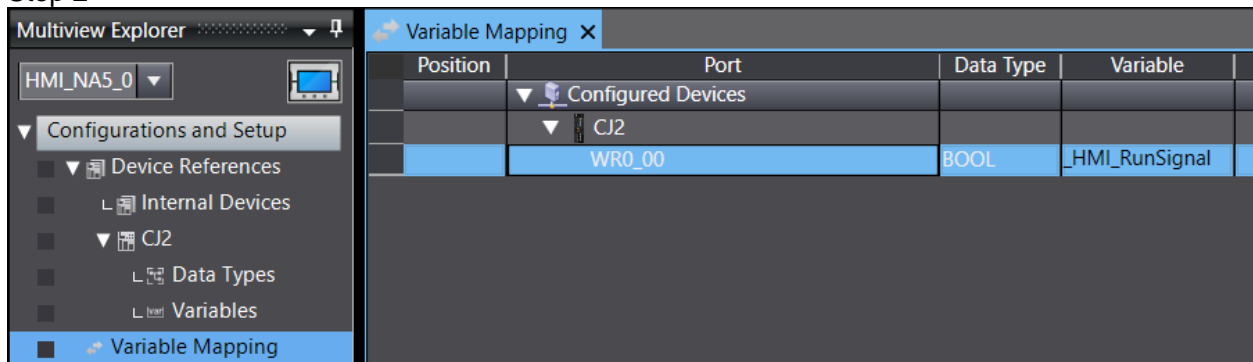 Multiview Explorer
HMI_NA5_0
Configurations and Setup
Device References
Internal Devices
CJ2
Data Types
Variables
Variable Mapping
Variable Mapping
Position Port Data Type Variable
Configured Devices
CJ2
WR0_00 BOOL _HMI_RunSignal